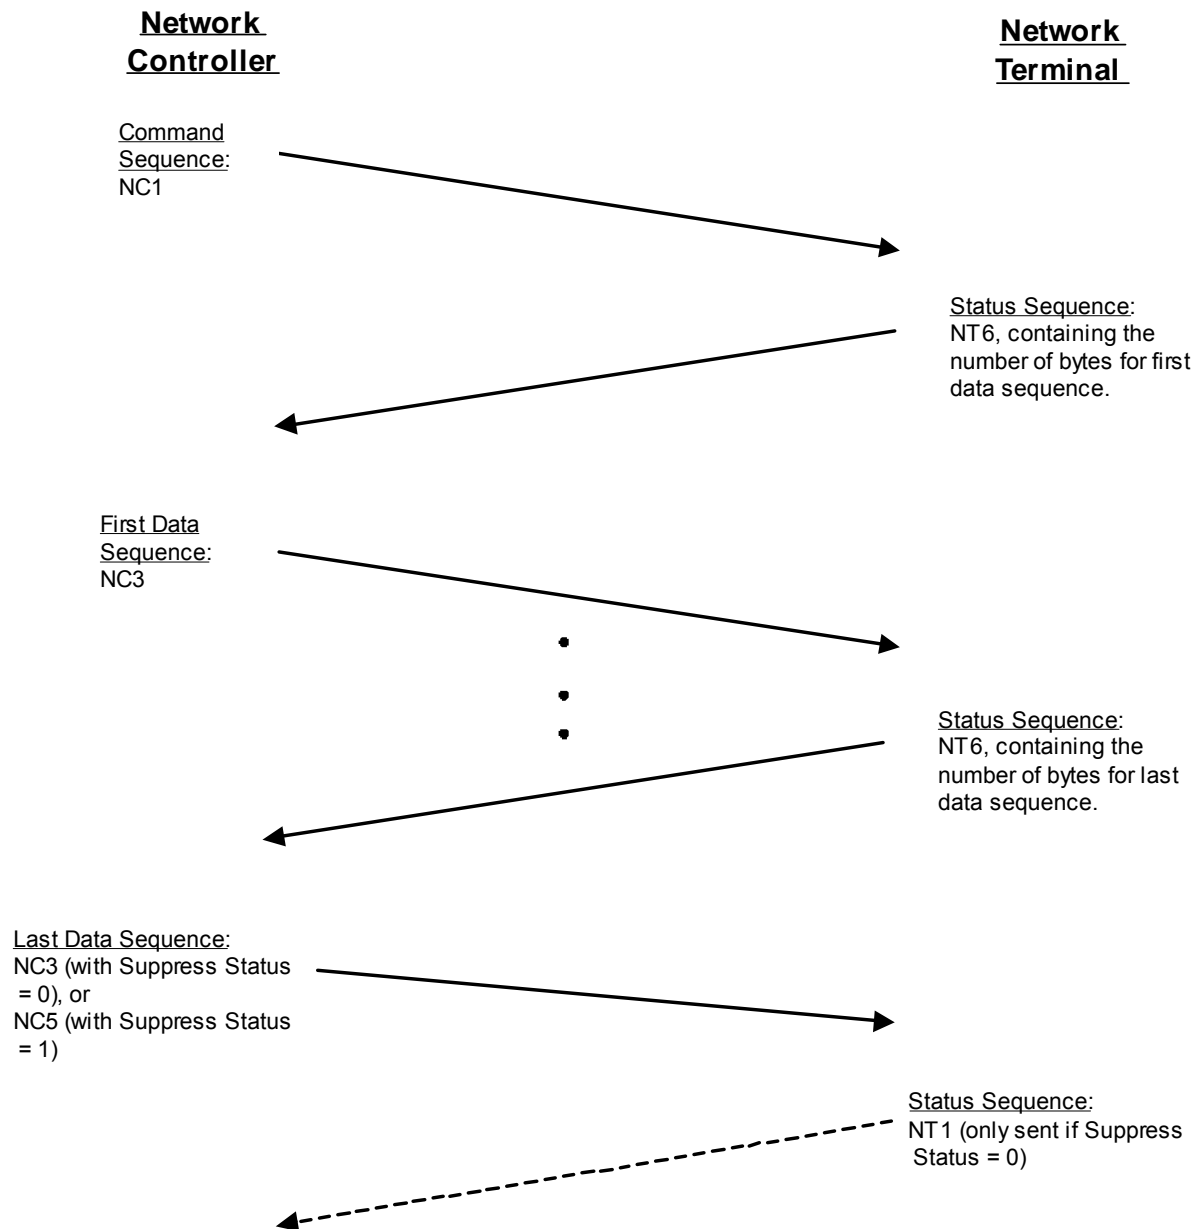 Network
Controller
Network
Terminal
Command
Sequence:
NC1
Status Sequence:
NT6, containing the
number of bytes for first
data sequence.
First Data
Sequence:
NC3
Status Sequence:
NT6, containing the
number of bytes for last
data sequence.
Last Data Sequence:
NC3 (with Suppress Status
= 0), or
NC5 (with Suppress Status
= 1)
Status Sequence:
NT1 (only sent if Suppress
Status = 0)